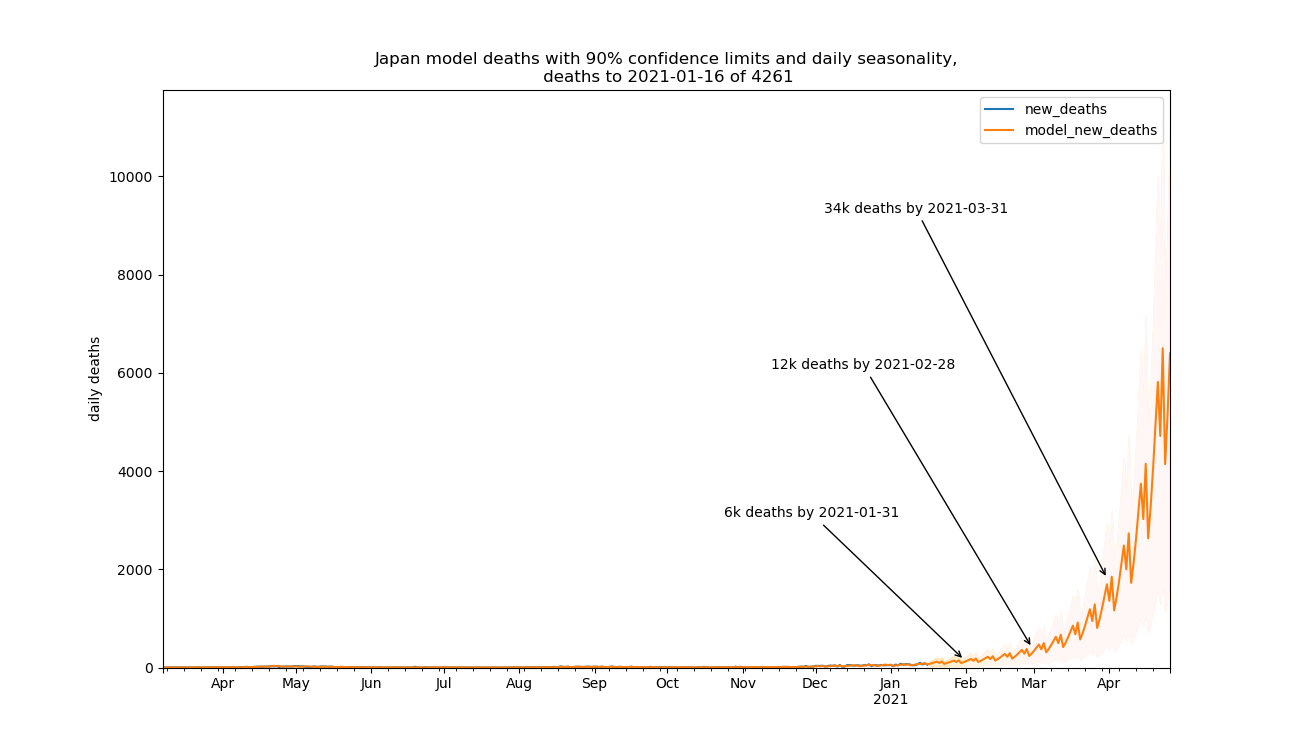 Japan model deaths with 90% confidence limits and daily seasonality,
deaths to 2021-01-16 of 4261
new_deaths
model_new_deaths
10000
34k deaths by 2021-03-31
8000
daily deaths
6000
12k deaths by 2021-02-28
4000
6k deaths by 2021-01-31
2000
0
Apr May Jun Jul Aug Sep Oct Nov Dec Jan Feb Mar Apr
2021